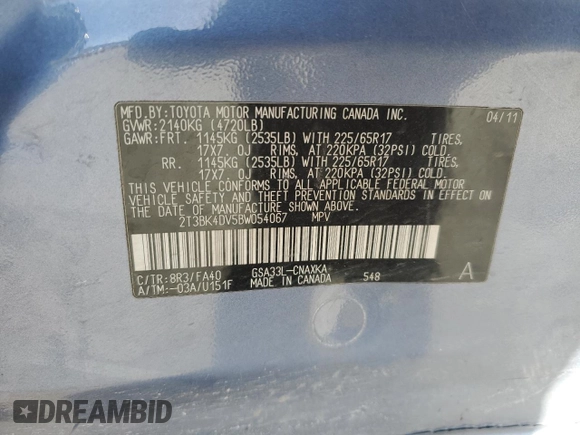 MFD.BY:TOYOTA MOTOR MANUFACTURING CANADA INC.
GVWR:2140KG (4720LB) 04/11
GAWR:FRT. 1145KG (2535LB) WITH 225/65R17 TIRES,
17X7. 0J RIMS, AT 220KPA (32PSI) COLD.
RR. 1145KG (2535LB) WITH 225/65R17 TIRES,
17X7. 0J RIMS, AT 220KPA (32PSI) COLD.
THIS VEHICLE CONFORMS TO ALL APPLICABLE FEDERAL MOTOR
VEHICLE SAFETY AND THEFT PREVENTION STANDARDS IN EFFECT
ON THE DATE OF MANUFACTURE SHOWN ABOVE.
2T3BK4DV5BW054067 MPV
C/TR:8R3/FA40 GSA33L-CNAXKA A
A/TM:-03A/U151F MADE IN CANADA 548
DREAMBID